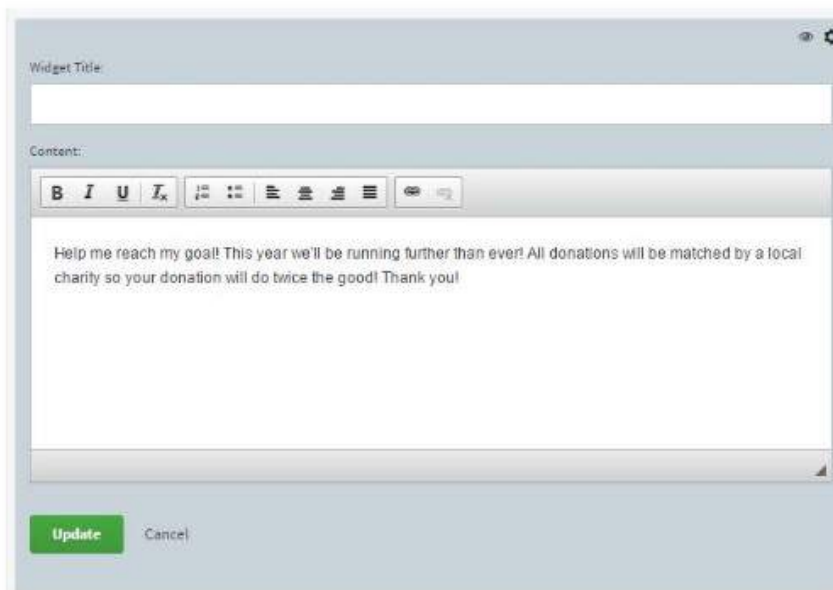 Widget Title:
Content:
B I U Ix
Help me reach my goal! This year we'll be running further than ever! All donations will be matched by a local
charity so your donation will do twice the good! Thank you!
Update Cancel